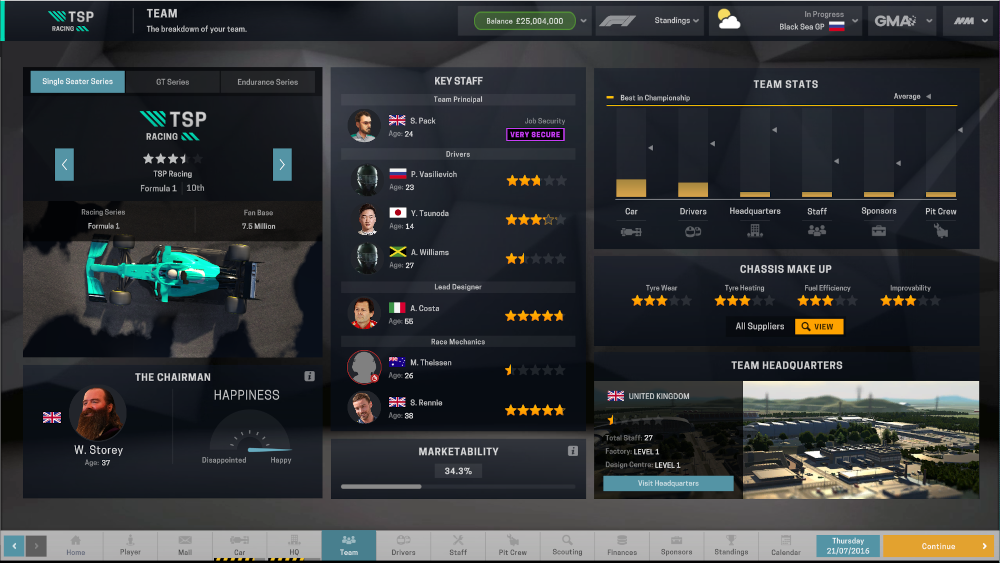 TSP
RACING
TEAM
The breakdown of your team.
Balance £25,004,000
Standings
In Progress
Black Sea GP
GMA
Single Seater Series
GT Series
Endurance Series
TSP
RACING
TSP Racing
Formula 1 | 10th
Racing Series
Formula 1
Fan Base
7.5 Million
THE CHAIRMAN
i
W. Storey
Age: 37
HAPPINESS
Disappointed
Happy
KEY STAFF
Team Principal
S. Pack
Age: 24
Job Security
VERY SECURE
Drivers
P. Vasilievich
Age: 23
Y. Tsunoda
Age: 14
A. Williams
Age: 27
Lead Designer
A. Costa
Age: 55
Race Mechanics
M. Theissen
Age: 26
S. Rennie
Age: 38
MARKETABILITY
i
34.3%
TEAM STATS
Best in Championship
Average
Car
Drivers
Headquarters
Staff
Sponsors
Pit Crew
CHASSIS MAKE UP
Tyre Wear
Tyre Heating
Fuel Efficiency
Improvability
All Suppliers
VIEW
TEAM HEADQUARTERS
UNITED KINGDOM
Total Staff: 27
Factory: LEVEL 1
Design Centre: LEVEL 1
Visit Headquarters
Home
Player
Mail
Car
HQ
Team
Drivers
Staff
Pit Crew
Scouting
Finances
Sponsors
Standings
Calendar
Thursday
21/07/2016
Continue